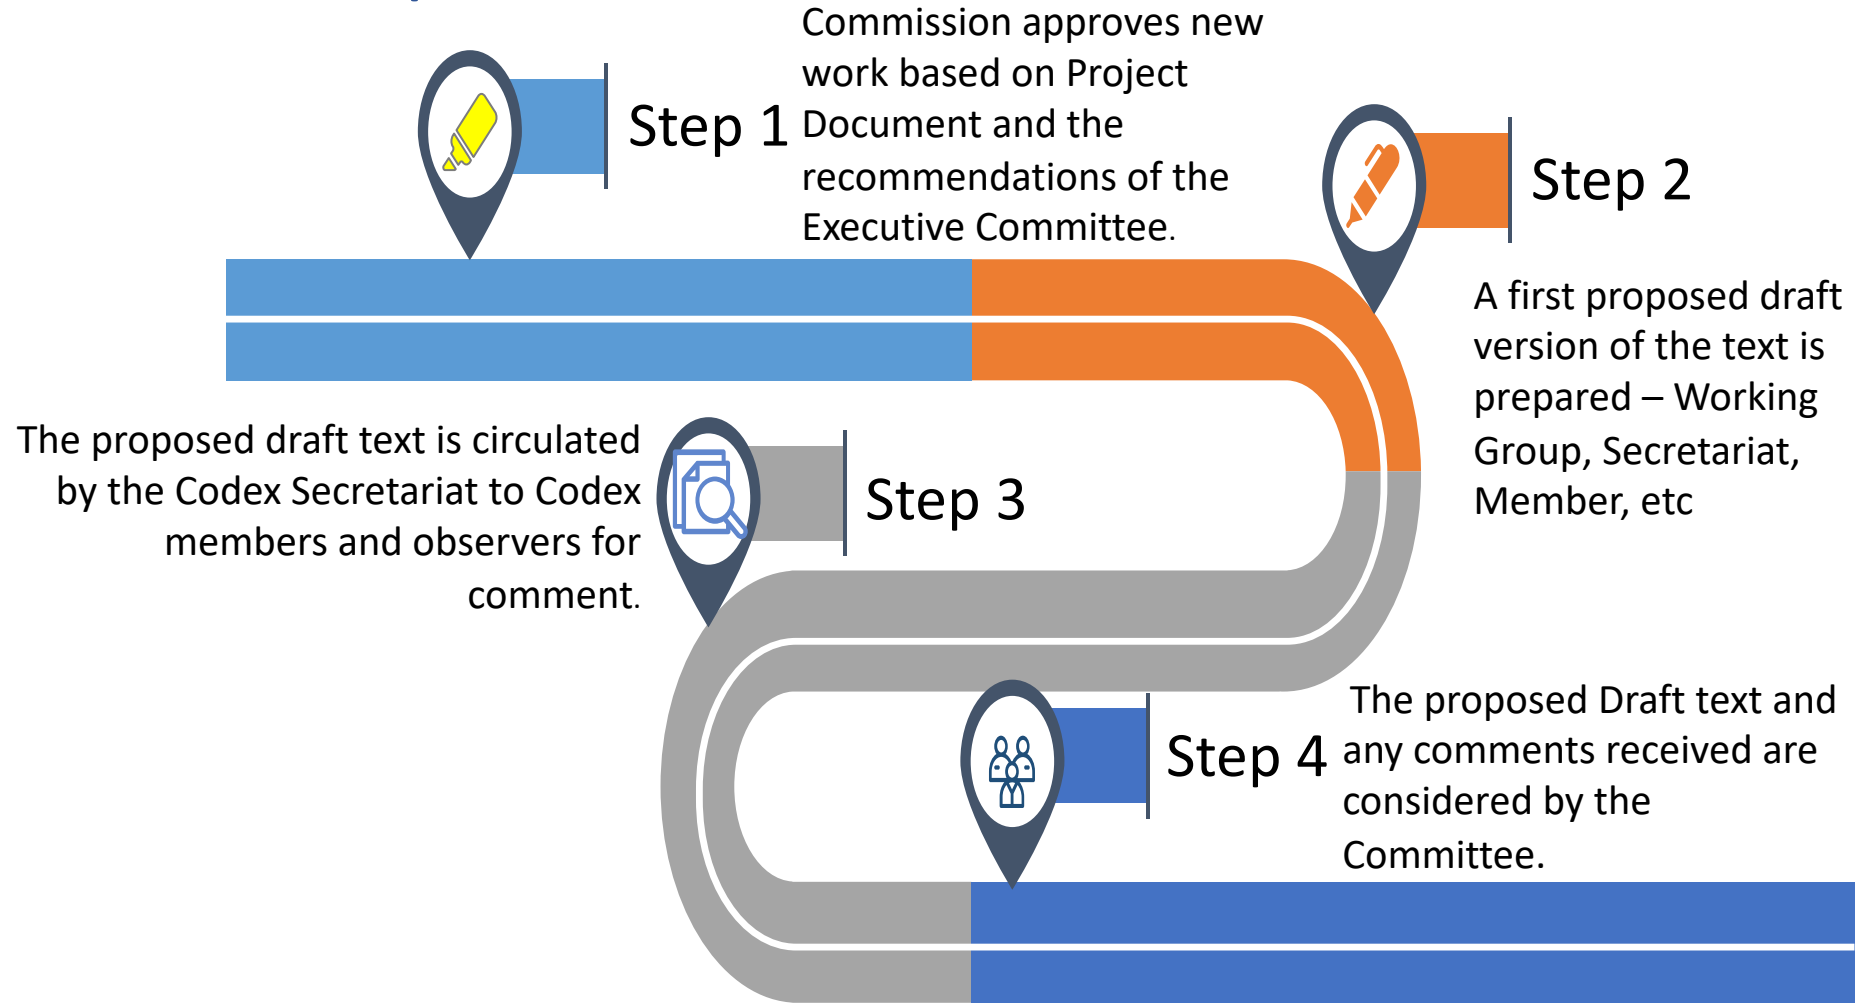 Step 1
Commission approves new
work based on Project
Document and the
recommendations of the
Executive Committee.
Step 2
A first proposed draft
version of the text is
prepared – Working
Group, Secretariat,
Member, etc
The proposed draft text is circulated
by the Codex Secretariat to Codex
members and observers for
comment.
Step 3
Step 4
The proposed Draft text and
any comments received are
considered by the
Committee.